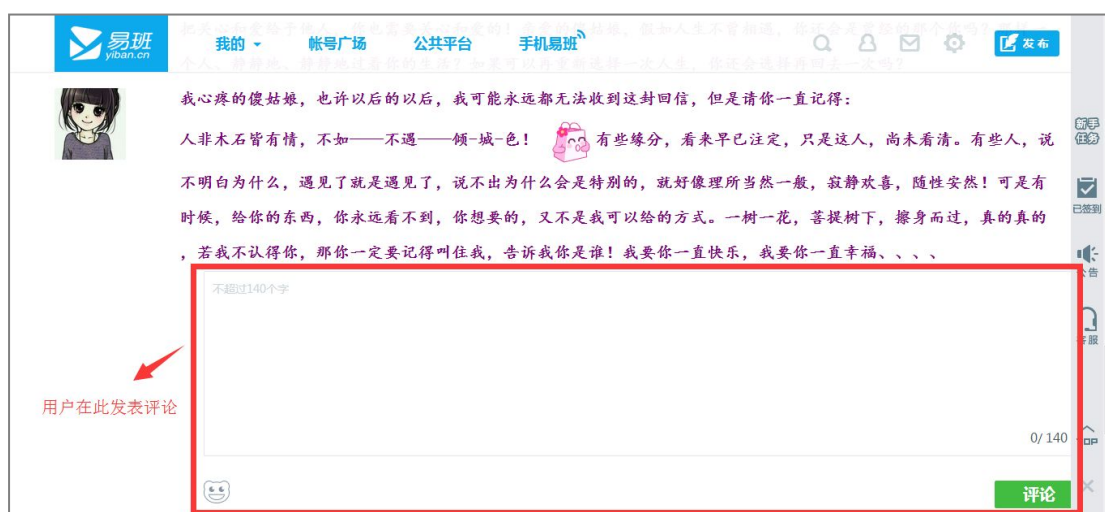 易班
yiban.cn
我的
帐号广场
公共平台
手机易班
发布
我心疼的傻姑娘，也许以后的以后，我可能永远都无法收到这封回信，但是请你一直记得：
人非木石皆有情，不如——不遇——倾-城-色！ 有些缘分，看来早已注定，只是这人，尚未看清。有些人，说
不明白为什么，遇见了就是遇见了，说不出为什么会是特别的，就好像理所当然一般，寂静欢喜，随性安然！可是有
时候，给你的东西，你永远看不到，你想要的，又不是我可以给的方式。一树一花，菩提树下，擦身而过，真的真的
，若我不认得你，那你一定要记得叫住我，告诉我你是谁！我要你一直快乐，我要你一直幸福、、、、
新手
任务
已签到
公告
客服
TOP
不超过140个字
用户在此发表评论
0/140
评论